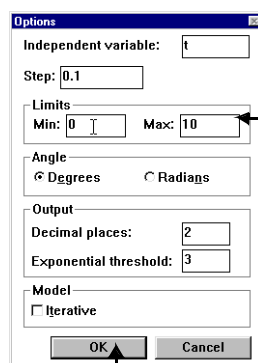 Options
Independent variable: t
Step: 0.1
Limits
Min: 0 Max: 10
Angle
Degrees Radians
Output
Decimal places: 2
Exponential threshold: 3
Model
Iterative
OK Cancel